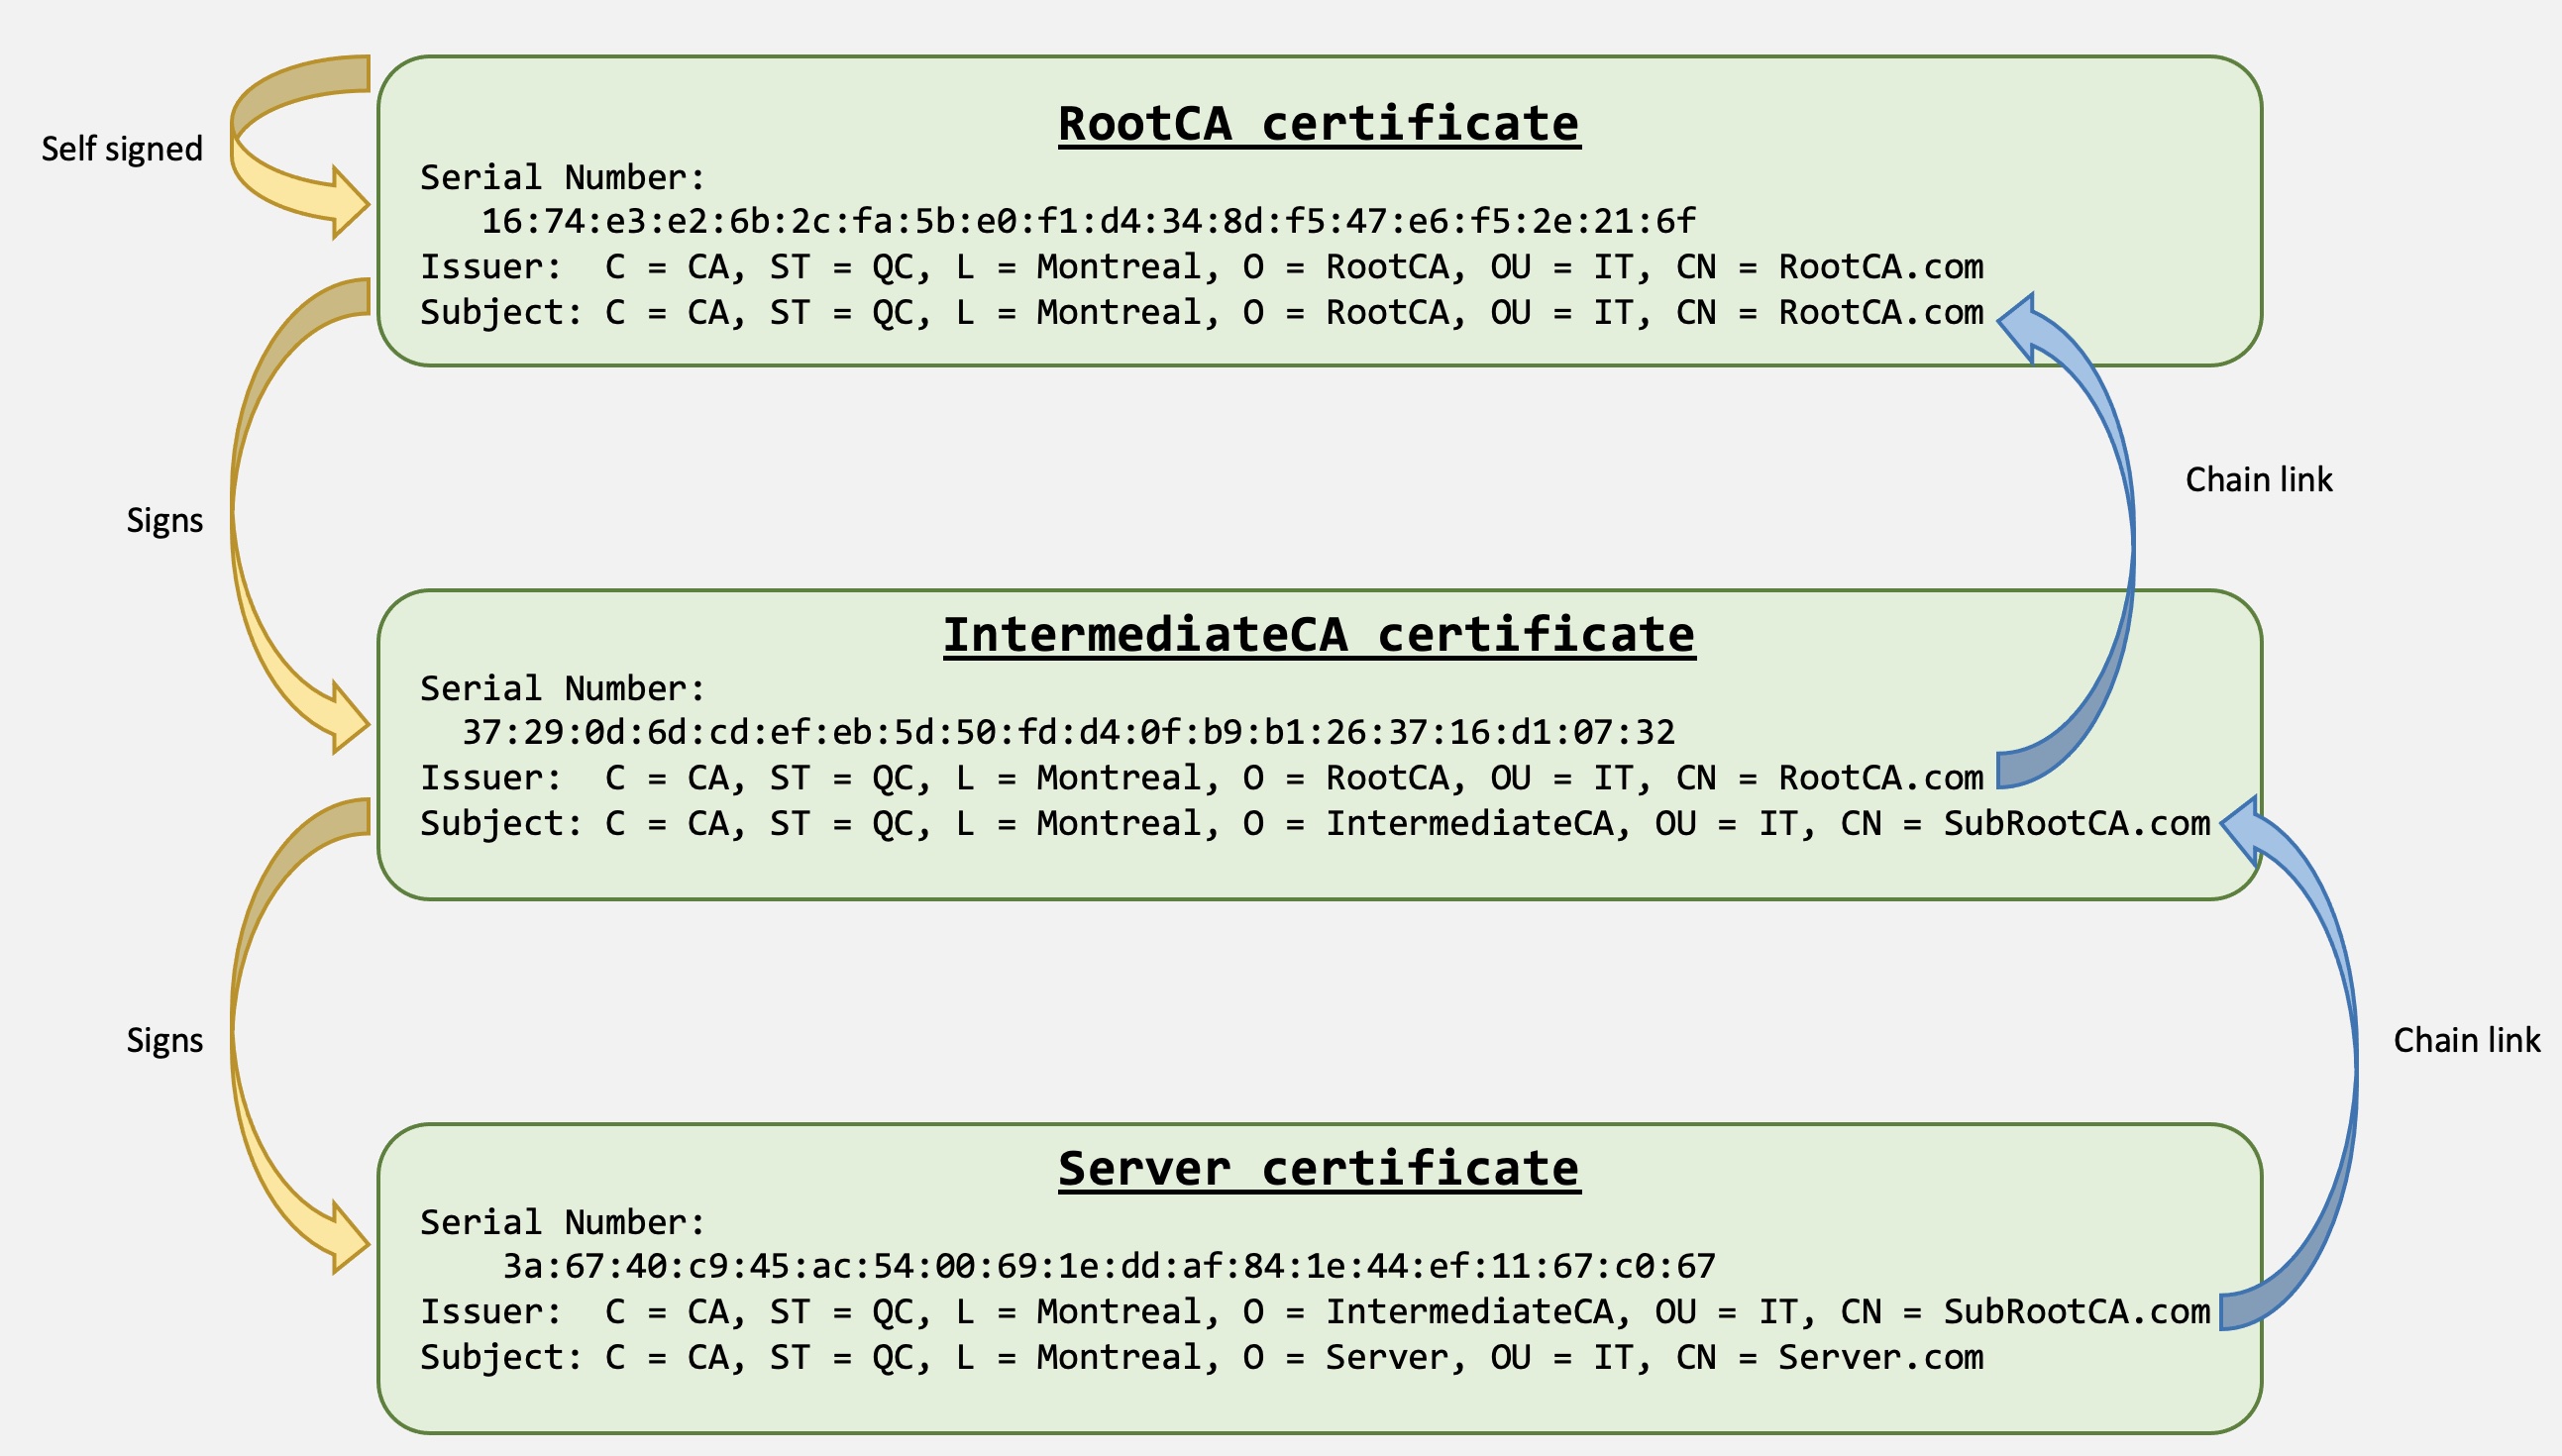 RootCA certificate
Self signed
Serial Number:
16:74:e3:e2:6b:2c:fa:5b:e0:f1:d4:34:8d:f5:47:e6:f5:2e:21:6f
Issuer: C = CA, ST = QC, L = Montreal, O = RootCA, OU = IT, CN = RootCA.com
Subject: C = CA, ST = QC, L = Montreal, O = RootCA, OU = IT, CN = RootCA.com
Chain link
Signs
IntermediateCA certificate
Serial Number:
37:29:0d:6d:cd:ef:eb:5d:50:fd:d4:0f:b9:b1:26:37:16:d1:07:32
Issuer: C = CA, ST = QC, L = Montreal, O = RootCA, OU = IT, CN = RootCA.com
Subject: C = CA, ST = QC, L = Montreal, O = IntermediateCA, OU = IT, CN = SubRootCA.com
Signs
Chain link
Server certificate
Serial Number:
3a:67:40:c9:45:ac:54:00:69:1e:dd:af:84:1e:44:ef:11:67:c0:67
Issuer: C = CA, ST = QC, L = Montreal, O = IntermediateCA, OU = IT, CN = SubRootCA.com
Subject: C = CA, ST = QC, L = Montreal, O = Server, OU = IT, CN = Server.com